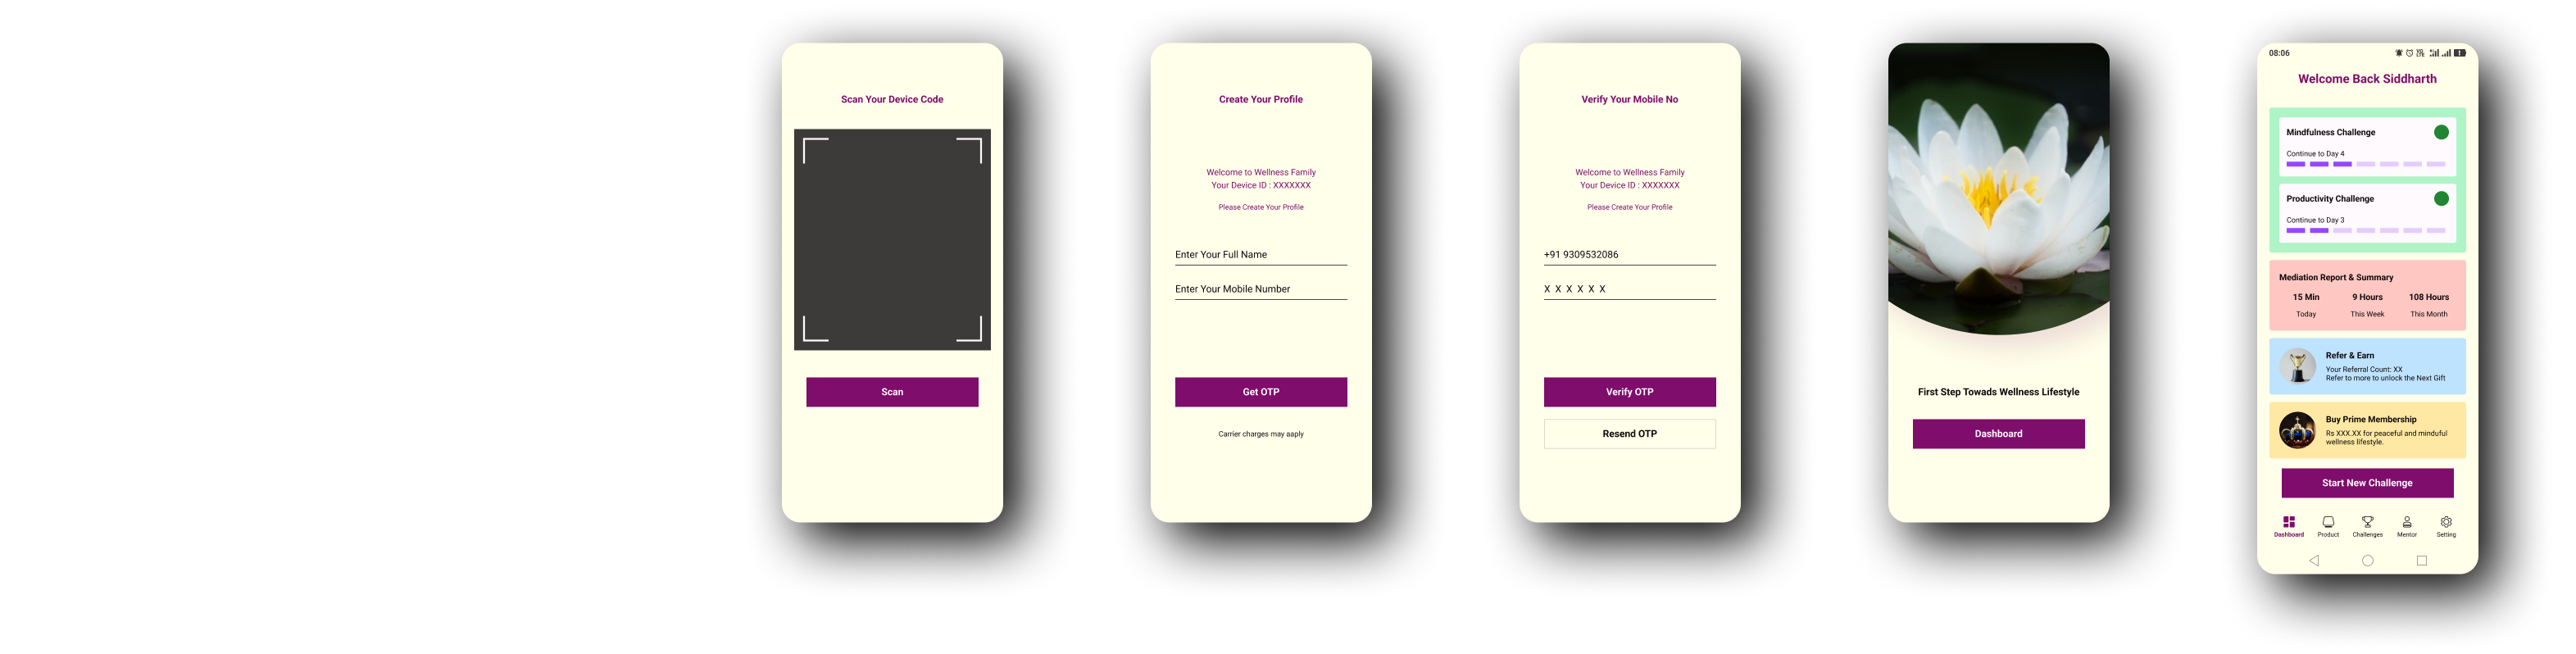 Scan Your Device Code
Scan
Create Your Profile
Welcome to Wellness Family
Your Device ID : XXXXXXX
Please Create Your Profile
Enter Your Full Name
Enter Your Mobile Number
Get OTP
Carrier charges may aaply
Verify Your Mobile No
Welcome to Wellness Family
Your Device ID : XXXXXXX
Please Create Your Profile
+91 9309532086
X X X X X X
Verify OTP
Resend OTP
First Step Towads Wellness Lifestyle
Dashboard
08:06
Welcome Back Siddharth
Mindfulness Challenge
Continue to Day 4
Productivity Challenge
Continue to Day 3
Mediation Report & Summary
15 Min 9 Hours 108 Hours
Today This Week This Month
Refer & Earn
Your Referral Count: XX
Refer to more to unlock the Next Gift
Buy Prime Membership
Rs XXX.XX for peaceful and minduful
wellness lifestyle.
Start New Challenge
Dashboard Product Challenges Mentor Setting